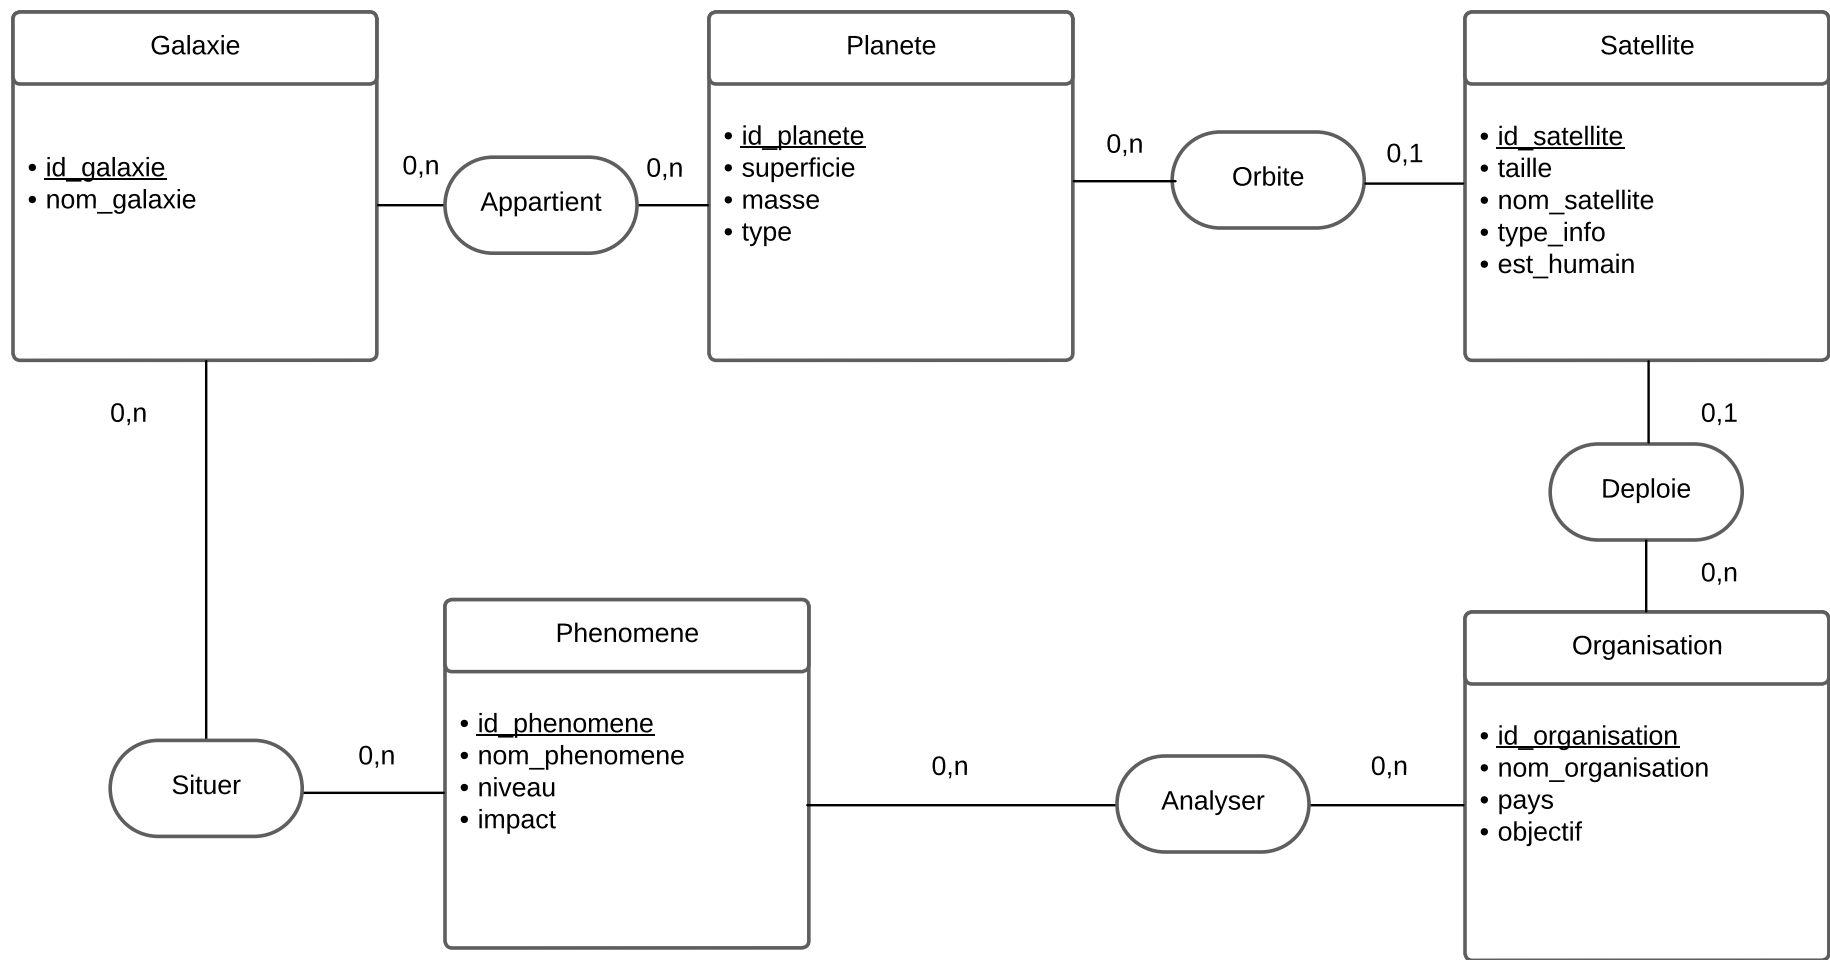 Galaxie
• id_galaxie
• nom_galaxie
0,n
Appartient
0,n
Planete
• id_planete
• superficie
• masse
• type
0,n
Orbite
0,1
Satellite
• id_satellite
• taille
• nom_satellite
• type_info
• est_humain
0,n
0,1
Deploie
0,n
Situer
0,n
Phenomene
• id_phenomene
• nom_phenomene
• niveau
• impact
0,n
Analyser
0,n
Organisation
• id_organisation
• nom_organisation
• pays
• objectif